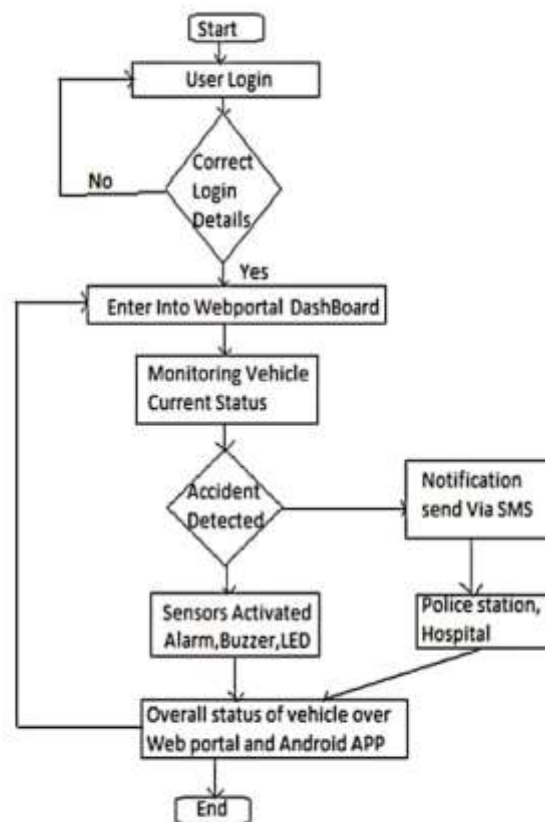 Start
User Login
Correct
Login
Details
No
Yes
Enter Into Webportal DashBoard
Monitoring Vehicle
Current Status
Accident
Detected
Notification
send Via SMS
Sensors Activated
Alarm,Buzzer,LED
Police station,
Hospital
Overall status of vehicle over
Web portal and Android APP
End